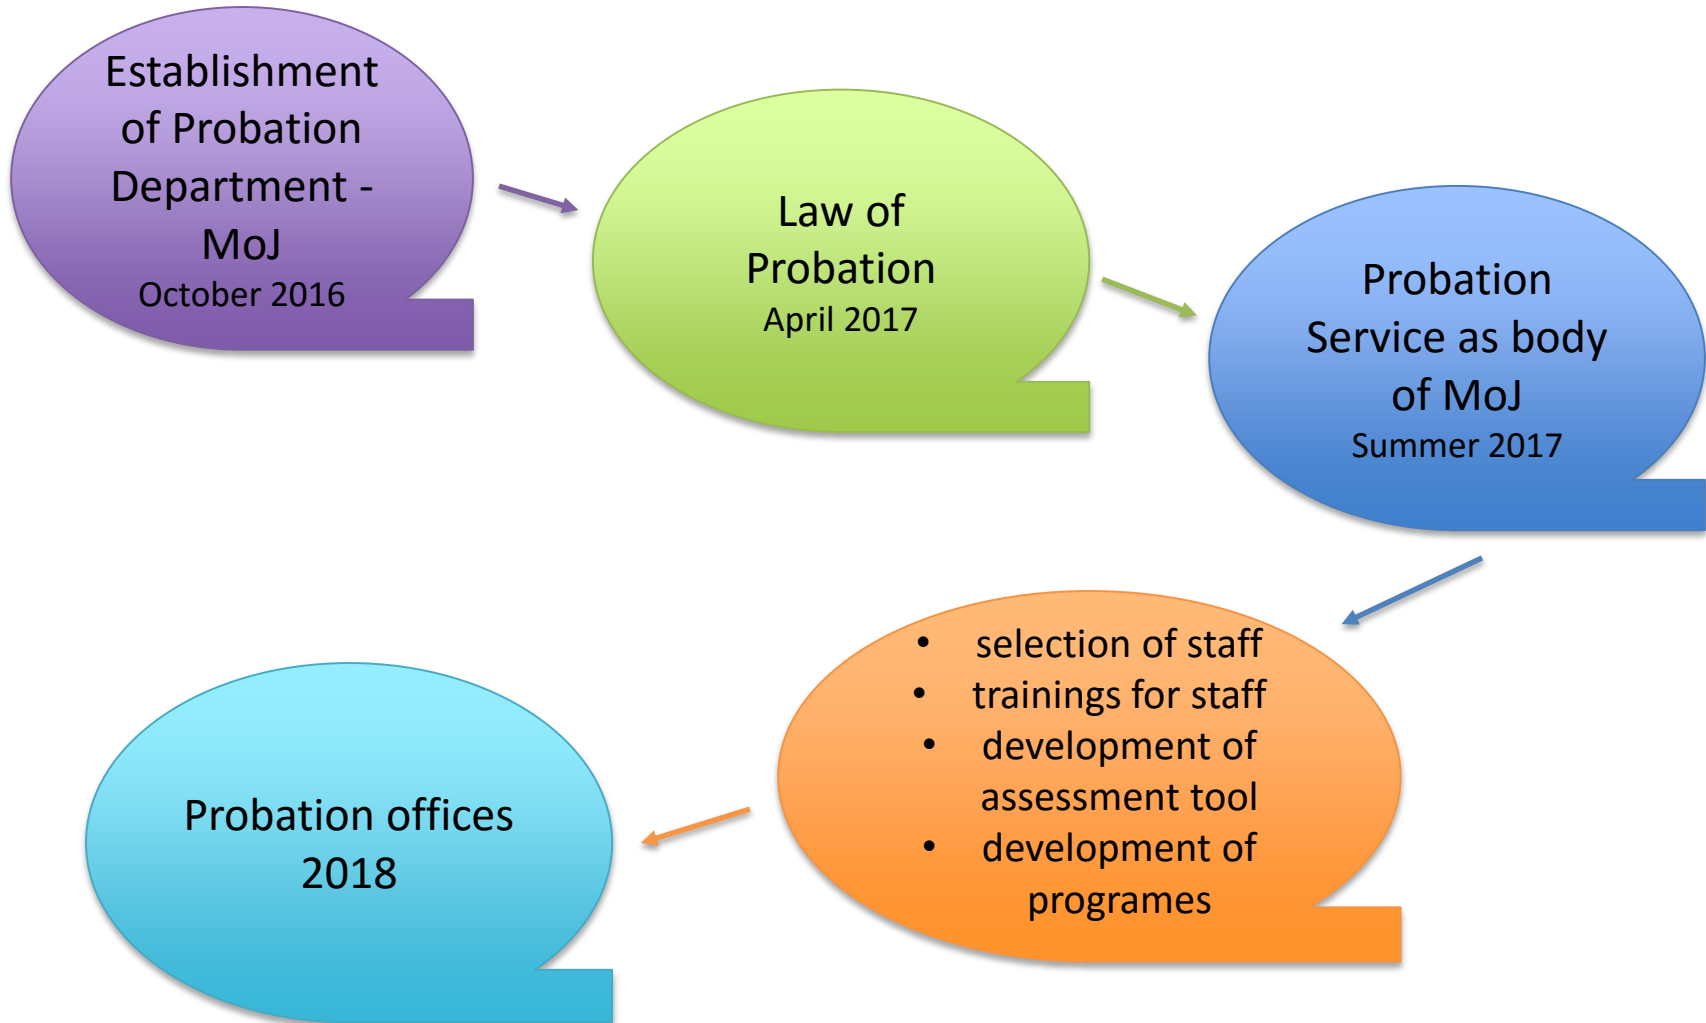 Establishment
of Probation
Department -
MoJ
October 2016
Law of
Probation
April 2017
Probation
Service as body
of MoJ
Summer 2017
• selection of staff
• trainings for staff
• development of
assessment tool
• development of
programes
Probation offices
2018